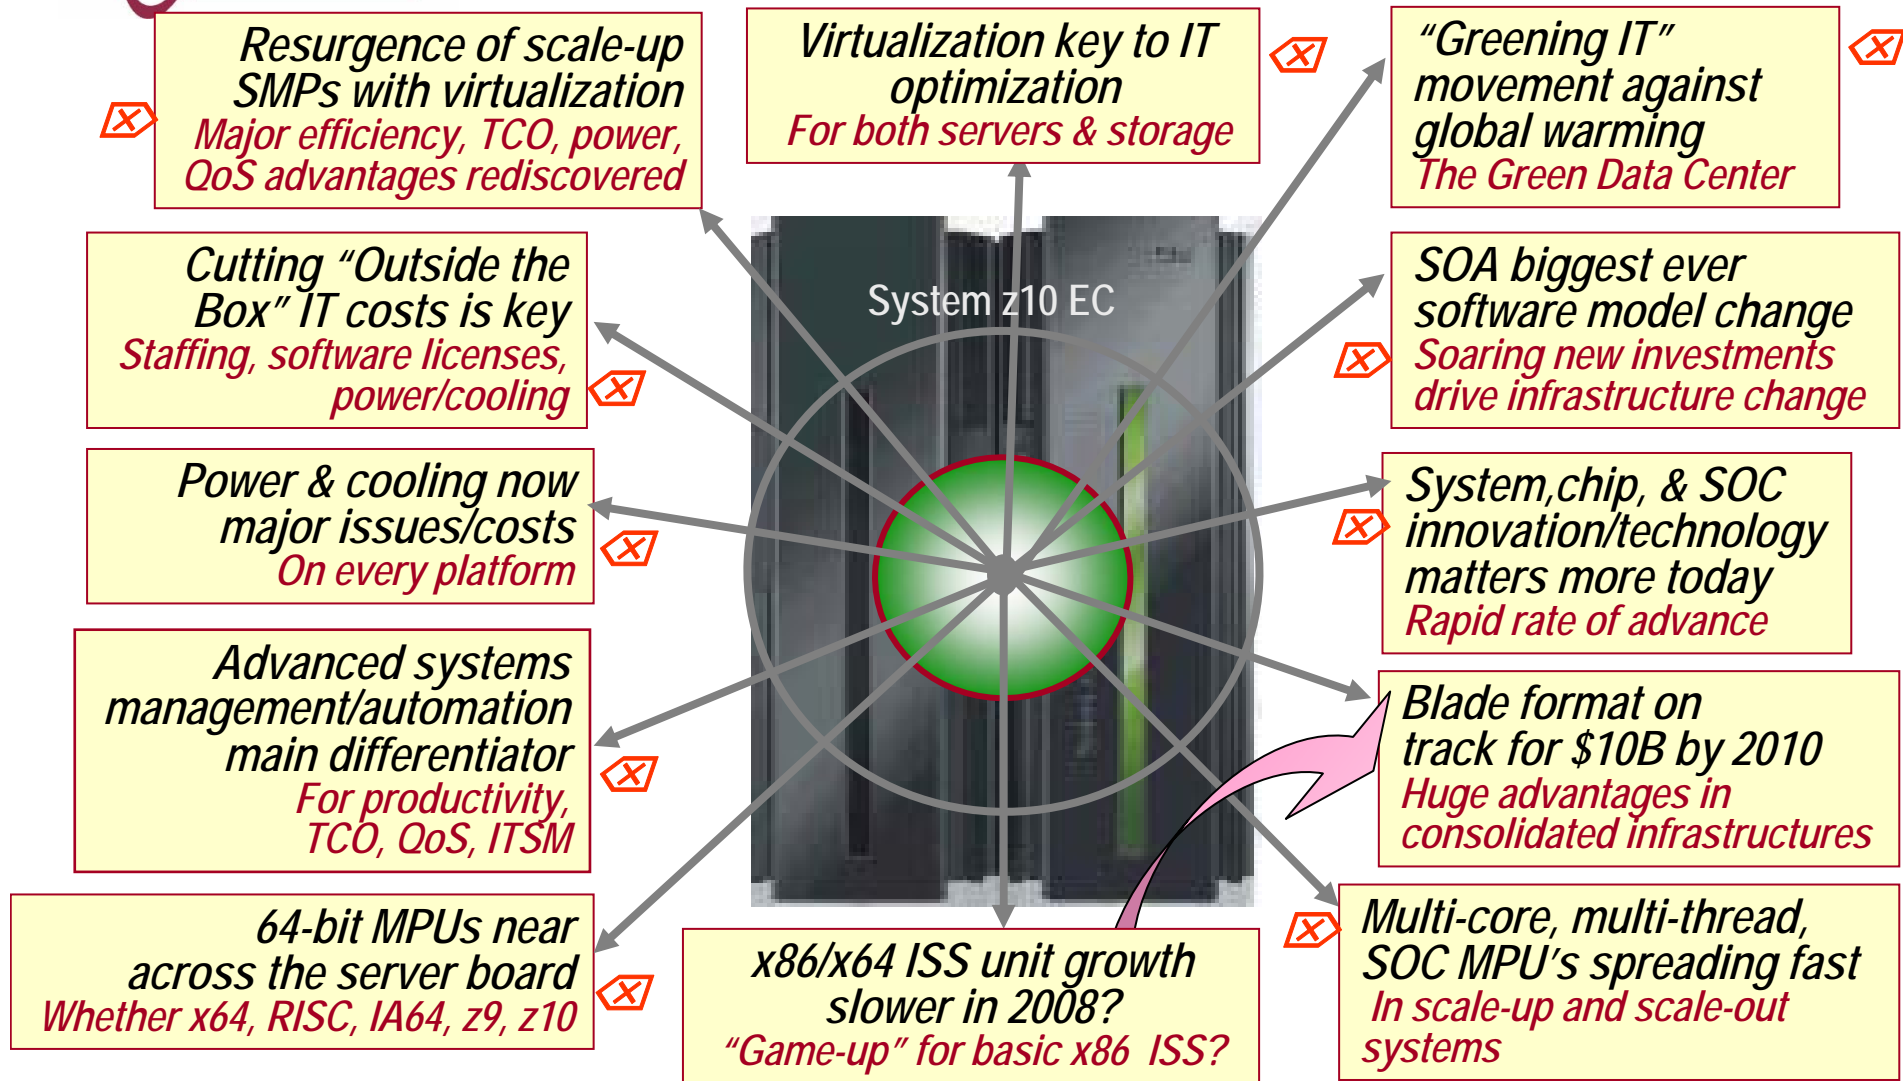 Resurgence of scale-up
SMPs with virtualization
Major efficiency, TCO, power,
QoS advantages rediscovered
Virtualization key to IT
optimization
For both servers & storage
“Greening IT”
movement against
global warming
The Green Data Center
Cutting “Outside the
Box” IT costs is key
Staffing, software licenses,
power/cooling
System z10 EC
SOA biggest ever
software model change
Soaring new investments
drive infrastructure change
Power & cooling now
major issues/costs
On every platform
System,chip, & SOC
innovation/technology
matters more today
Rapid rate of advance
Advanced systems
management/automation
main differentiator
For productivity,
TCO, QoS, ITSM
Blade format on
track for $10B by 2010
Huge advantages in
consolidated infrastructures
64-bit MPUs near
across the server board
Whether x64, RISC, IA64, z9, z10
x86/x64 ISS unit growth
slower in 2008?
“Game-up” for basic x86 ISS?
Multi-core, multi-thread,
SOC MPU's spreading fast
In scale-up and scale-out
systems